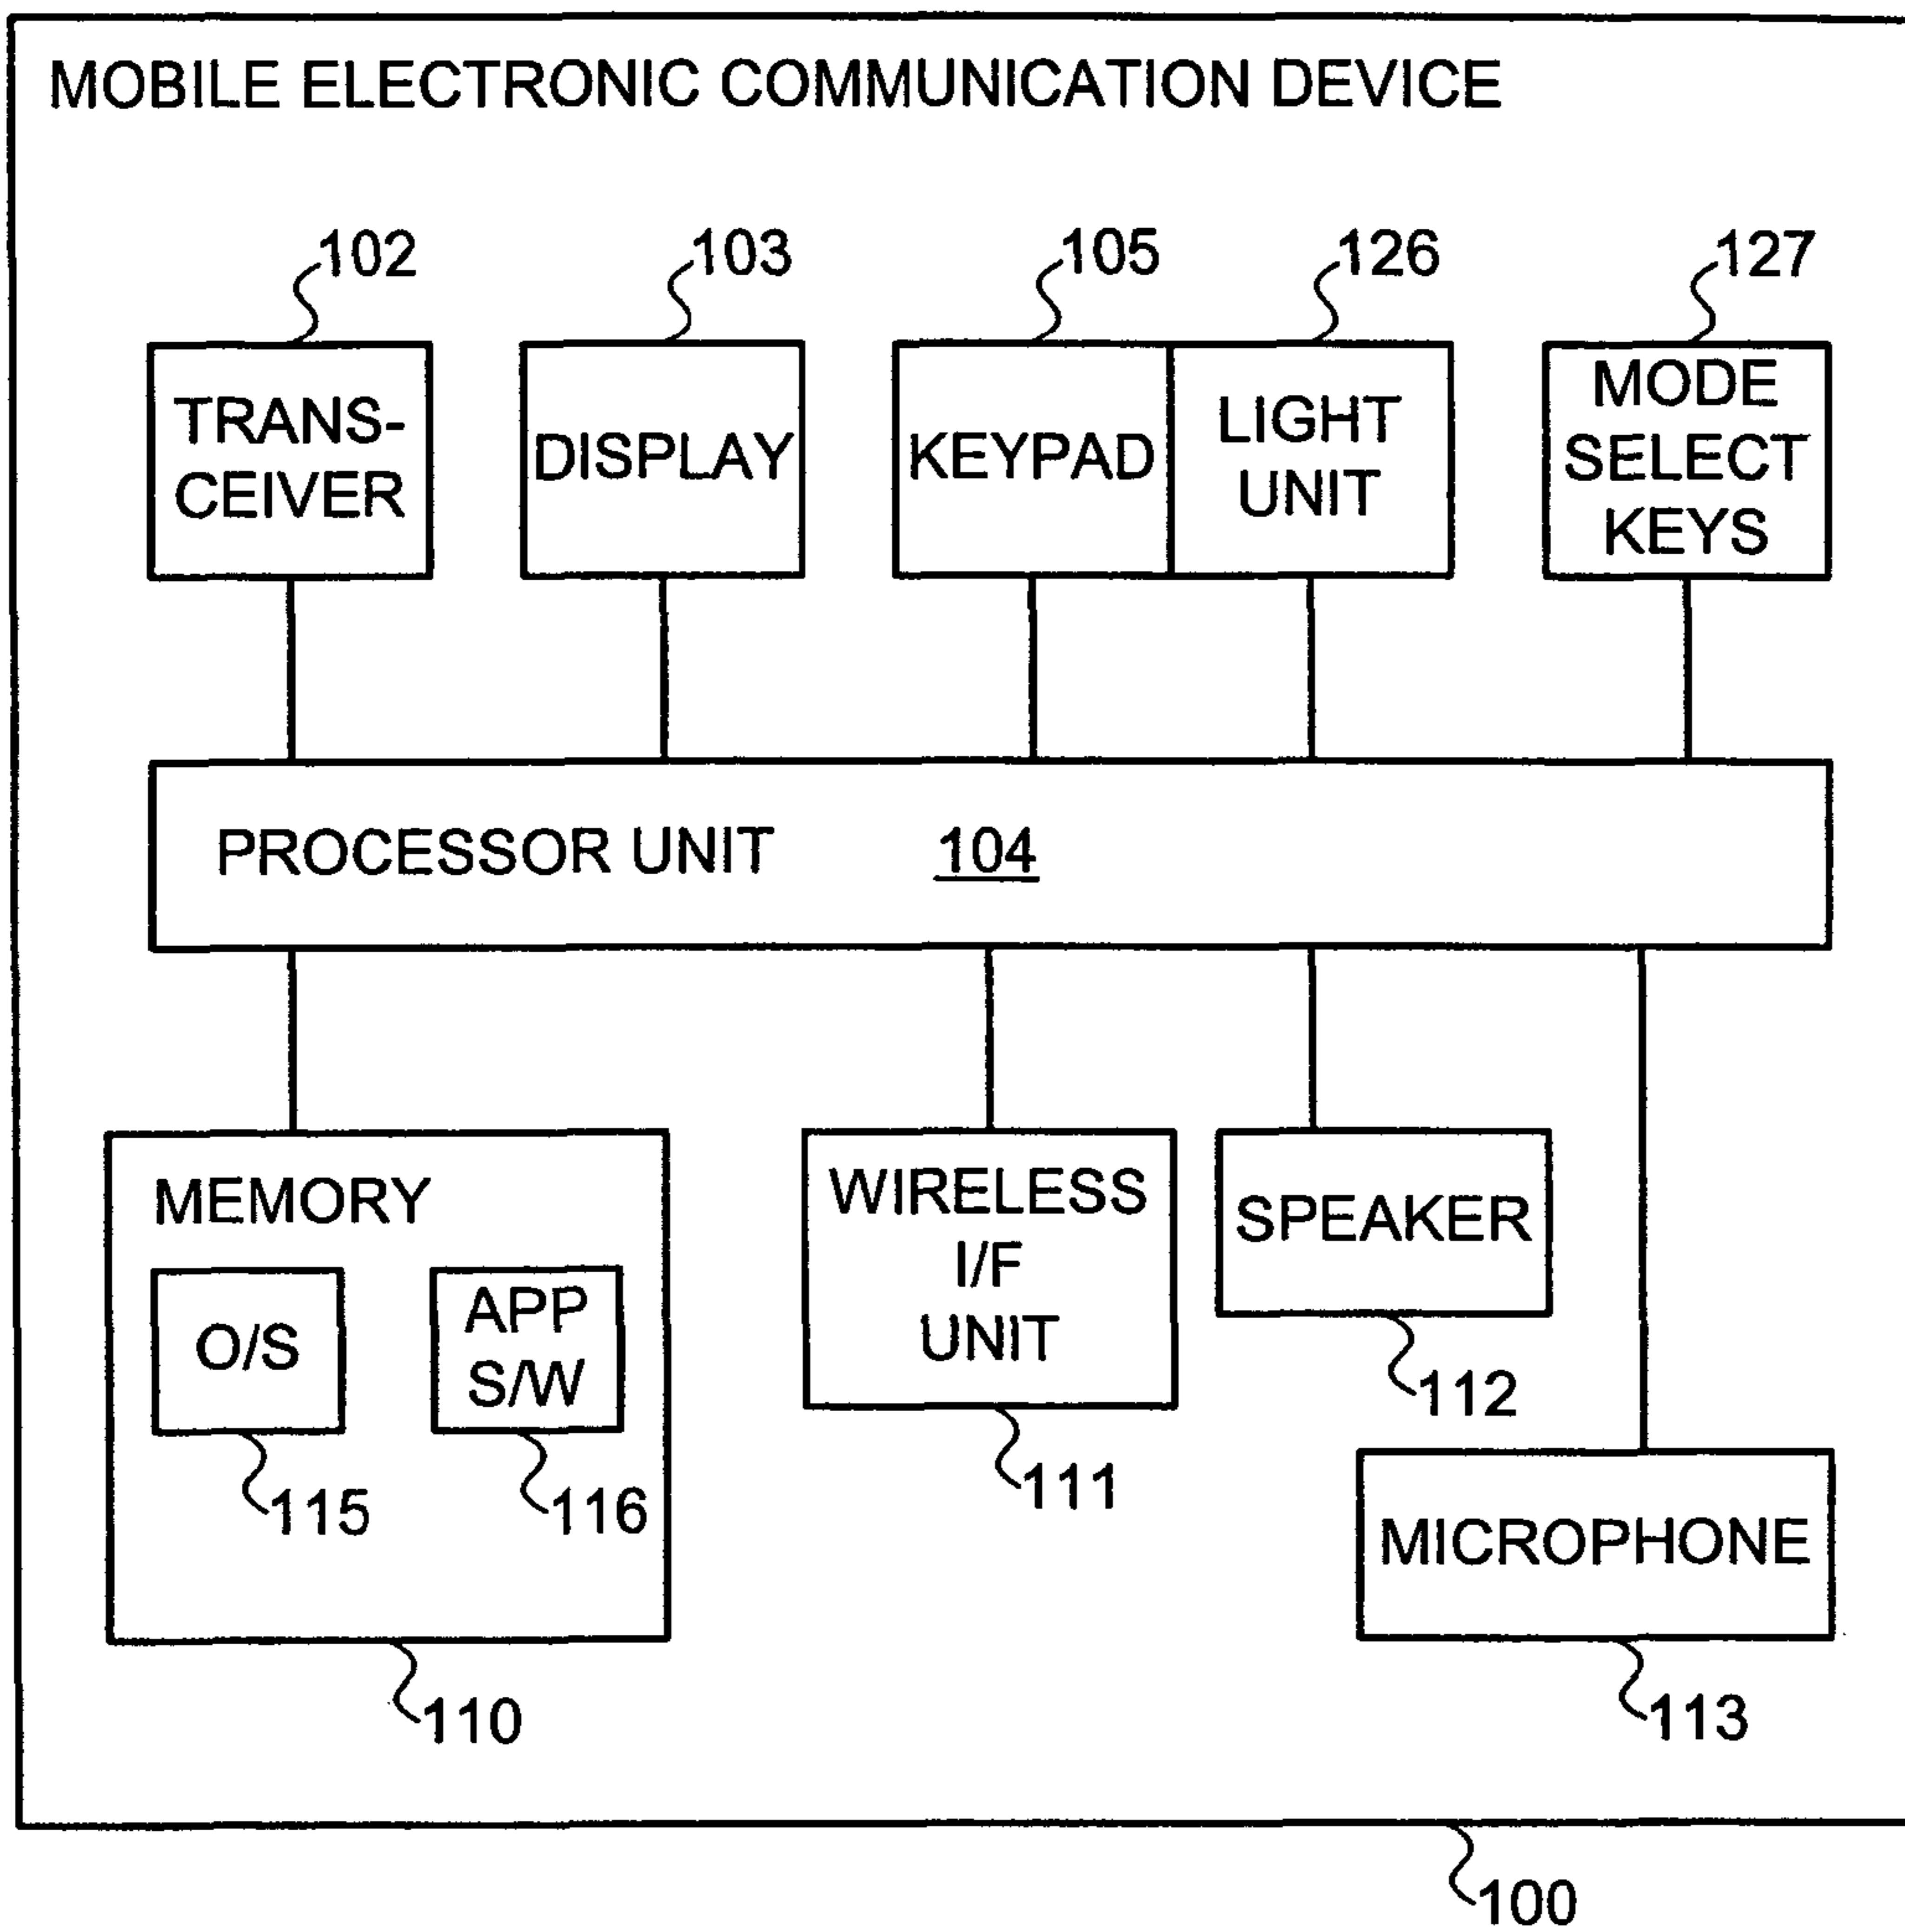 MOBILE ELECTRONIC COMMUNICATION DEVICE
102
103
105
126
127
TRANS-
CEIVER
DISPLAY
KEYPAD
LIGHT
UNIT
MODE
SELECT
KEYS
PROCESSOR UNIT 104
MEMORY
O/S
APP
S/W
115
116
110
WIRELESS
I/F
UNIT
111
SPEAKER
112
MICROPHONE
113
100